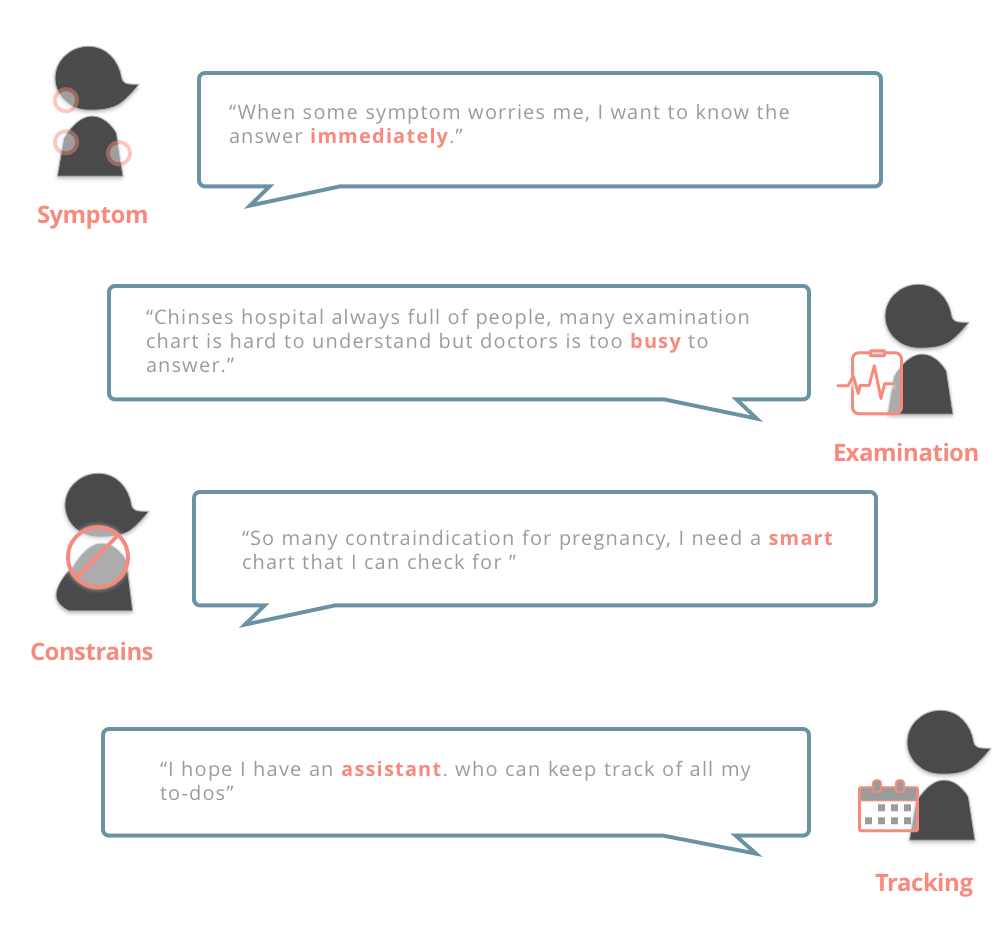 “When some symptom worries me, I want to know the
answer immediately.”
Symptom
“Chinses hospital always full of people, many examination
chart is hard to understand but doctors is too busy to
answer.”
Examination
“So many contraindication for pregnancy, I need a smart
chart that I can check for ”
Constrains
“I hope I have an assistant. who can keep track of all my
to-dos”
Tracking